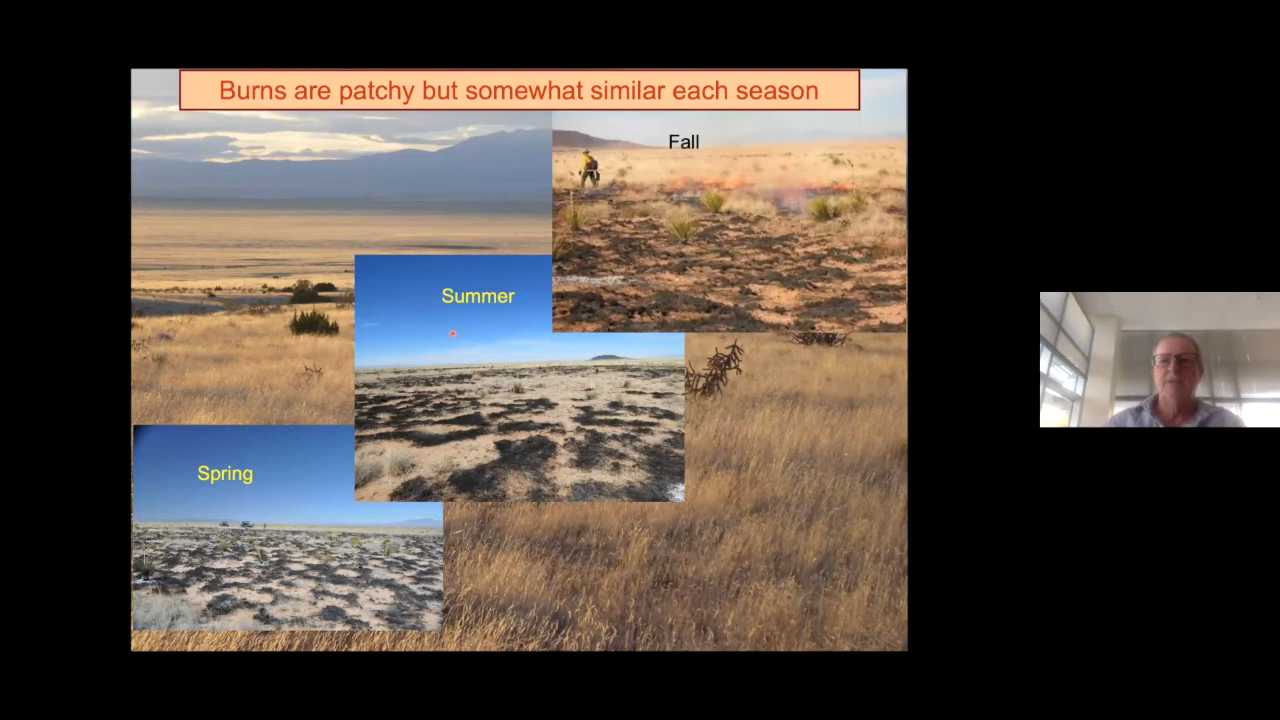 Burns are patchy but somewhat similar each season
Fall
Summer
Spring